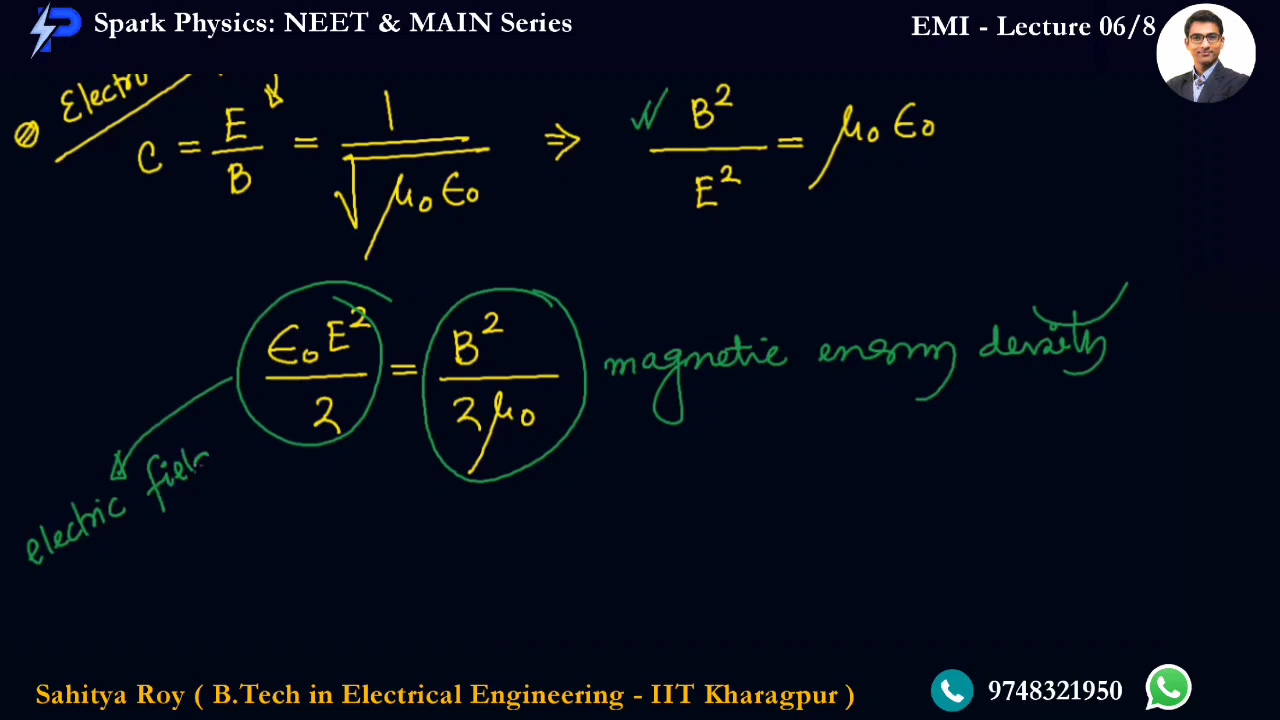 Spark Physics: NEET & MAIN Series
EMI - Lecture 06/8
Electro
C = E/B = 1/√μ₀ε₀ ⇒ B²/E² = μ₀ε₀
ε₀E²/2 = B²/2μ₀ magnetic energy density
electric field
Sahitya Roy ( B.Tech in Electrical Engineering - IIT Kharagpur )
9748321950